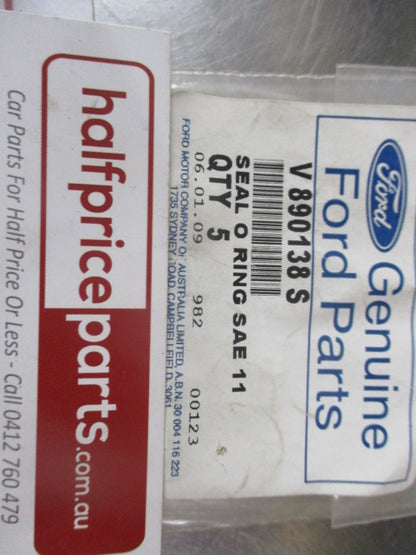 Ford
Genuine
Ford Parts
V 890138 S
SEAL O RING SAE 11
QTY 5
06.01.09 982 00123
FORD MOTOR COMPANY OF AUSTRALIA LIMITED, A.B.N. 30 004 116 223
1735 SYDNEY ROAD, CAMPBELLFIELD, 3061
halfpriceparts.com.au
Car Parts For Half Price Or Less - Call 0412 760 479